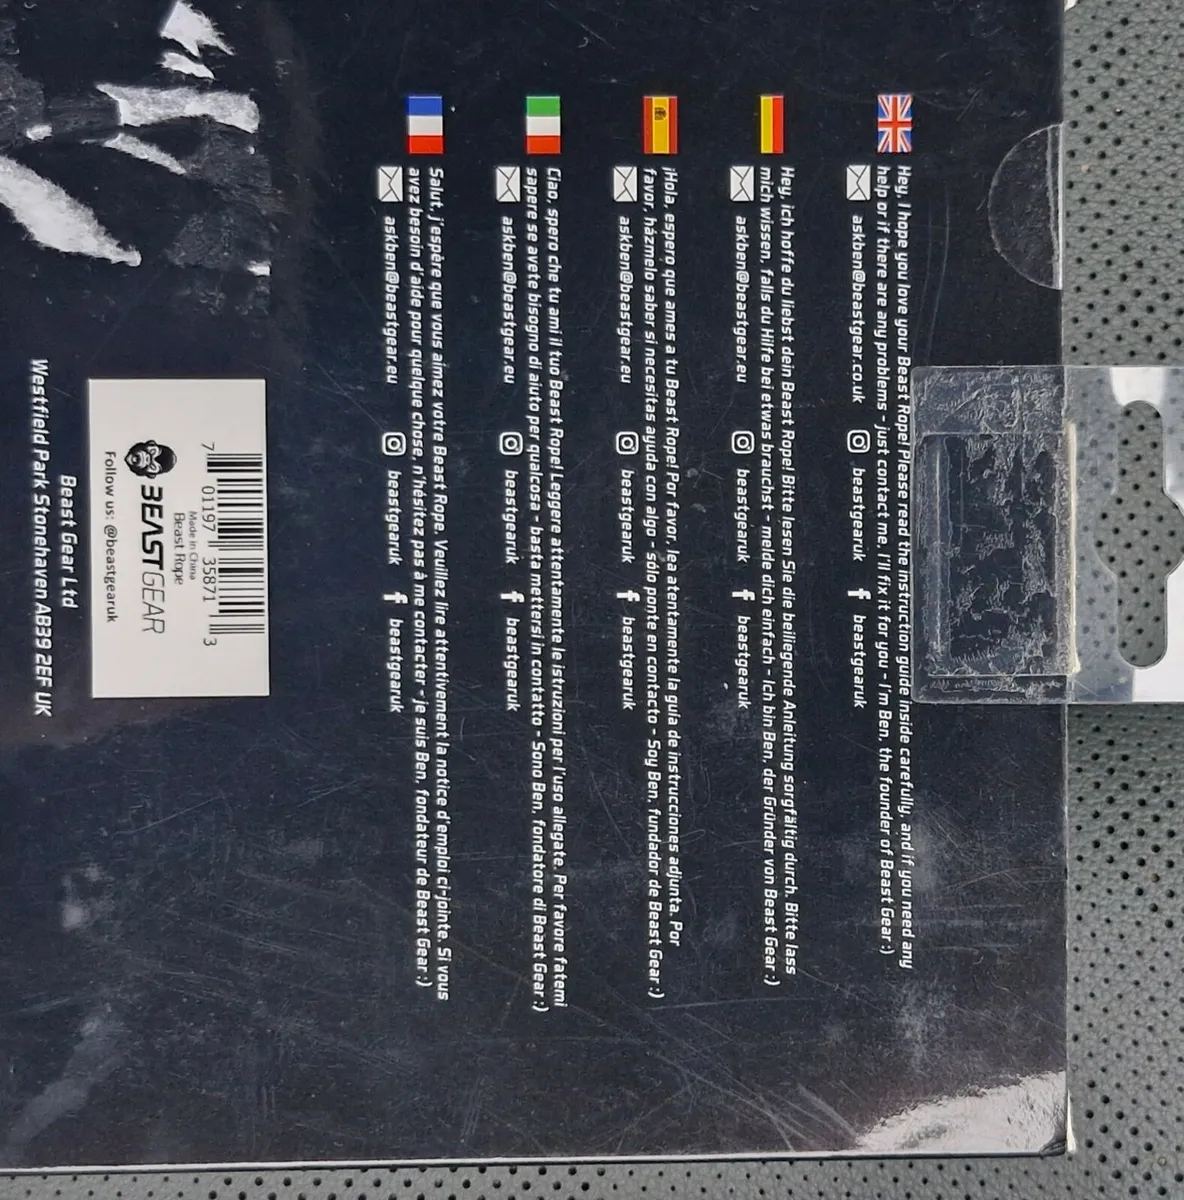 Hey, I hope you love your Beast Rope! Please read the instruction guide inside carefully, and if you need any
help or if there are any problems - just contact me, I'll fix it for you - I'm Ben, the founder of Beast Gear :)
askben@beastgear.co.uk beastgearuk beastgearuk
Hey, ich hoffe du liebst dein Beast Rope! Bitte lesen Sie die beiliegende Anleitung sorgfältig durch. Bitte lass
mich wissen, falls du Hilfe bei etwas brauchst - melde dich einfach - Ich bin Ben, der Gründer von Beast Gear ;)
askben@beastgear.eu beastgearuk beastgearuk
¡Hola, espero que ames a tu Beast Rope! Por favor, lea atentamente la guía de instrucciones adjunta. Por
favor, házmelo saber si necesitas ayuda con algo - sólo ponte en contacto - Soy Ben, fundador de Beast Gear ;)
askben@beastgear.eu beastgearuk beastgearuk
Ciao, spero che tu ami il tuo Beast Rope! Leggere attentamente le istruzioni per l'uso allegate. Per favore fatemi
sapere se avete bisogno di aiuto per qualcosa - basta mettersi in contatto - Sono Ben, fondatore di Beast Gear ;)
askben@beastgear.eu beastgearuk beastgearuk
Salut, j'espère que vous aimez votre Beast Rope. Veuillez lire attentivement la notice d'emploi ci-jointe. Si vous
avez besoin d'aide pour quelque chose, n'hésitez pas à me contacter - je suis Ben, fondateur de Beast Gear ;)
askben@beastgear.eu beastgearuk beastgearuk
7 01197 35871 3
Made in China
Beast Rope
BEASTGEAR
Follow us: @beastgearuk
Beast Gear Ltd
Westfield Park Stonehaven AB39 2EF UK